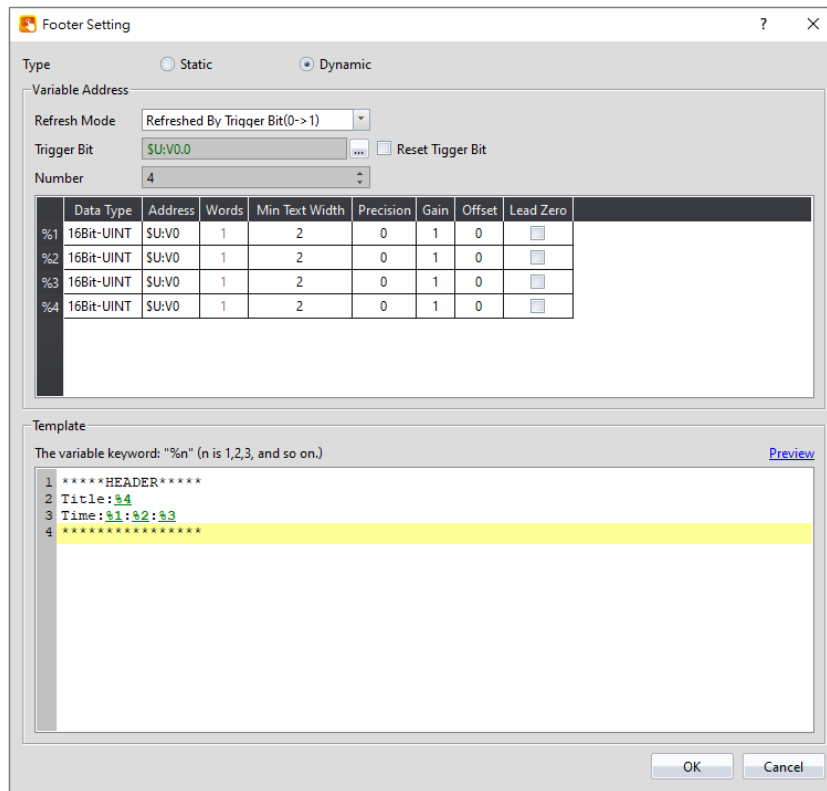 Footer Setting ? X
Type Static Dynamic
Variable Address
Refresh Mode Refreshed By Trigger Bit(0->1)
Trigger Bit $U:V0.0 ... Reset Tigger Bit
Number 4
Data Type Address Words Min Text Width Precision Gain Offset Lead Zero
%1 16Bit-UINT $U:V0 1 2 0 1 0
%2 16Bit-UINT $U:V0 1 2 0 1 0
%3 16Bit-UINT $U:V0 1 2 0 1 0
%4 16Bit-UINT $U:V0 1 2 0 1 0
Template
The variable keyword: "%n" (n is 1,2,3, and so on.) Preview
1 *****HEADER*****
2 Title:%4
3 Time:%1:%2:%3
4 ****************
OK Cancel